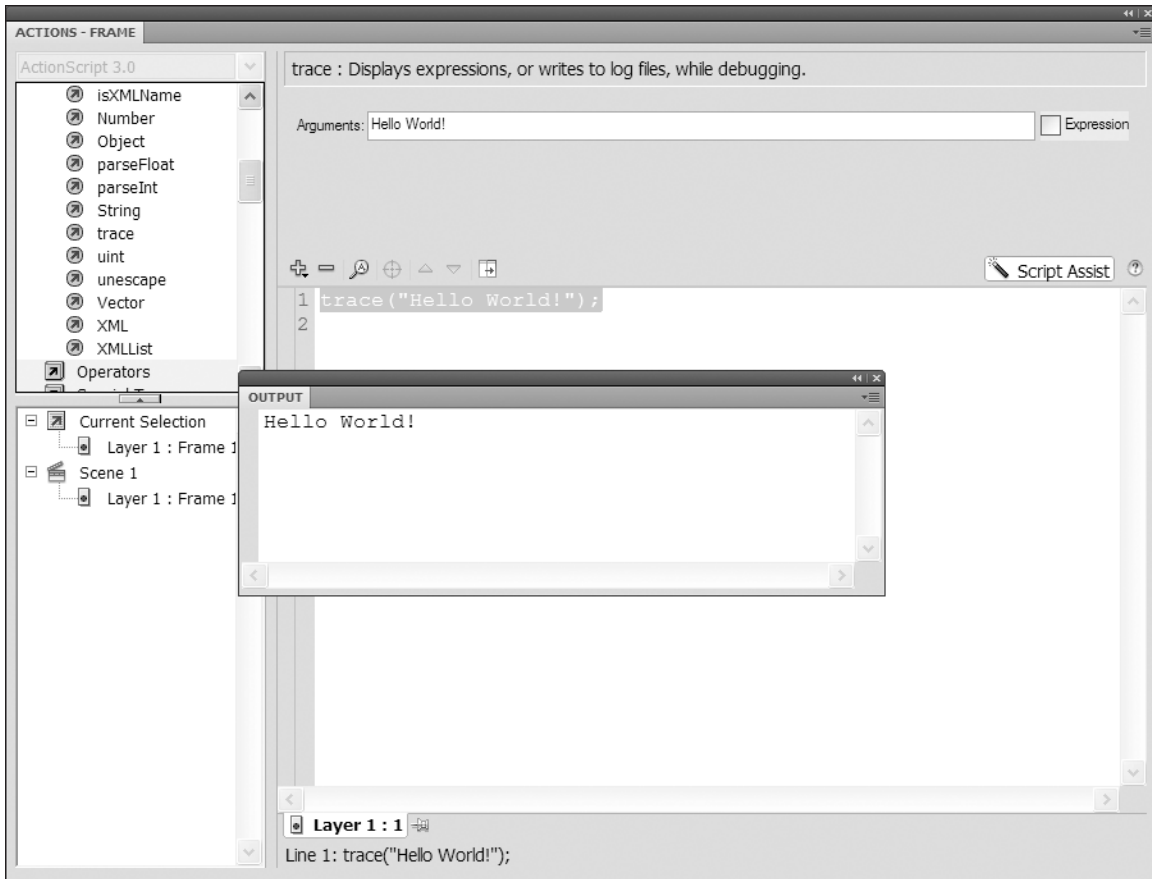 ACTIONS - FRAME
ActionScript 3.0
isXMLName
Number
Object
parseFloat
parseInt
String
trace
uint
unescape
Vector
XML
XMLList
Operators
Current Selection
Layer 1 : Frame 1
Scene 1
Layer 1 : Frame 1
trace : Displays expressions, or writes to log files, while debugging.
Arguments: Hello World!
Expression
Script Assist
1 trace("Hello World!");
2
OUTPUT
Hello World!
Layer 1 : 1
Line 1: trace("Hello World!");